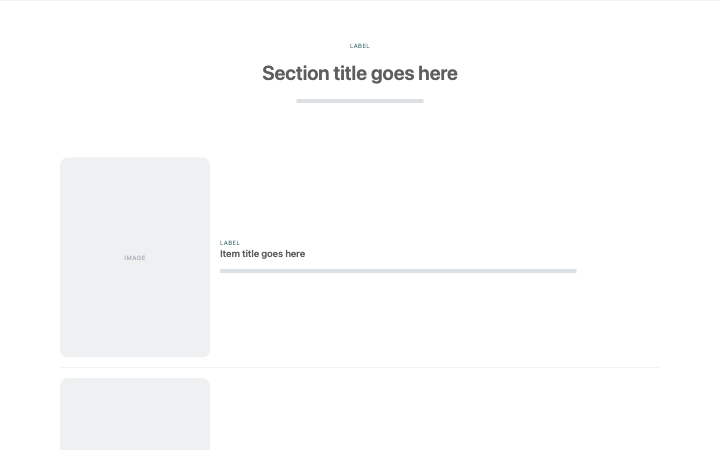 LABEL
Section title goes here
IMAGE
LABEL
Item title goes here